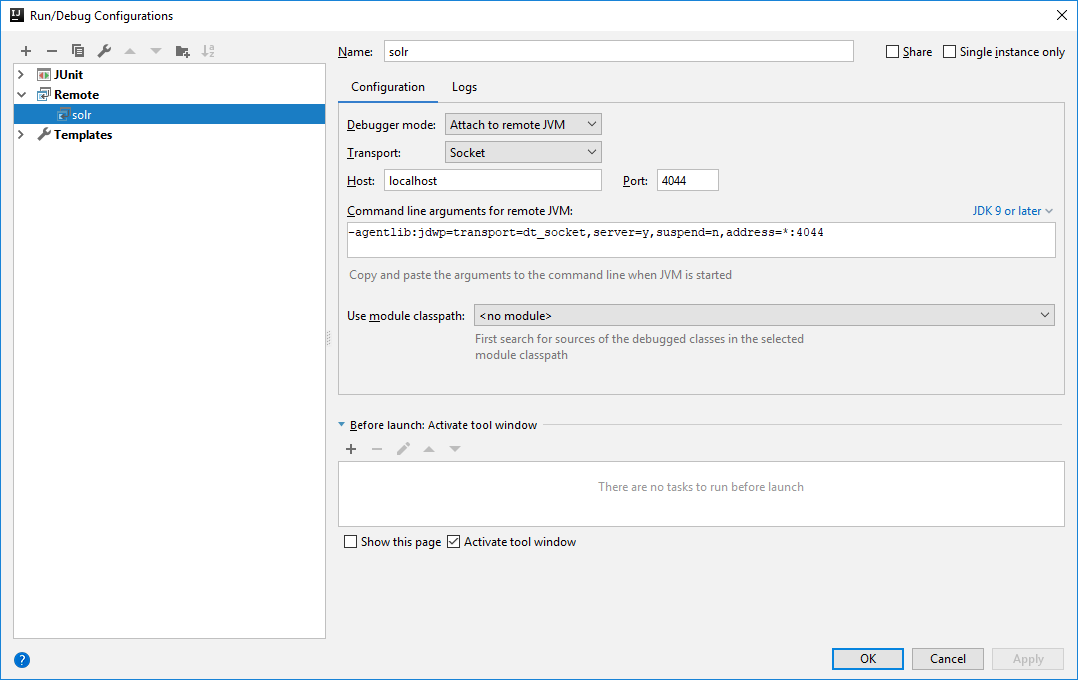 Run/Debug Configurations
Name: solr
Share
Single instance only
JUnit
Remote
solr
Templates
Configuration Logs
Debugger mode: Attach to remote JVM
Transport: Socket
Host: localhost Port: 4044
Command line arguments for remote JVM: JDK 9 or later
-agentlib:jdwp=transport=dt_socket,server=y,suspend=n,address=*:4044
Copy and paste the arguments to the command line when JVM is started
Use module classpath: <no module>
First search for sources of the debugged classes in the selected
module classpath
Before launch: Activate tool window
There are no tasks to run before launch
Show this page Activate tool window
?
OK Cancel Apply